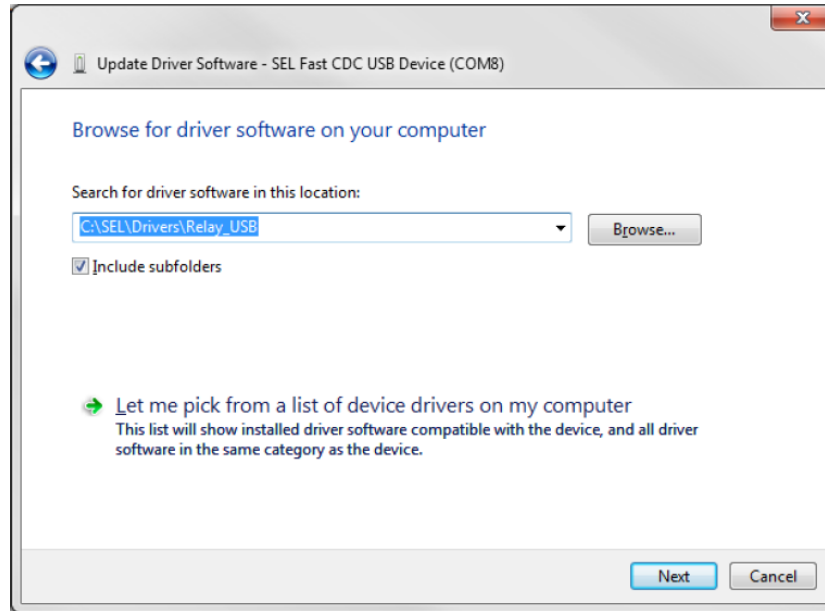 Update Driver Software - SEL Fast CDC USB Device (COM8)
Browse for driver software on your computer
Search for driver software in this location:
C:\SEL\Drivers\Relay_USB
Browse...
Include subfolders
Let me pick from a list of device drivers on my computer
This list will show installed driver software compatible with the device, and all driver
software in the same category as the device.
Next
Cancel